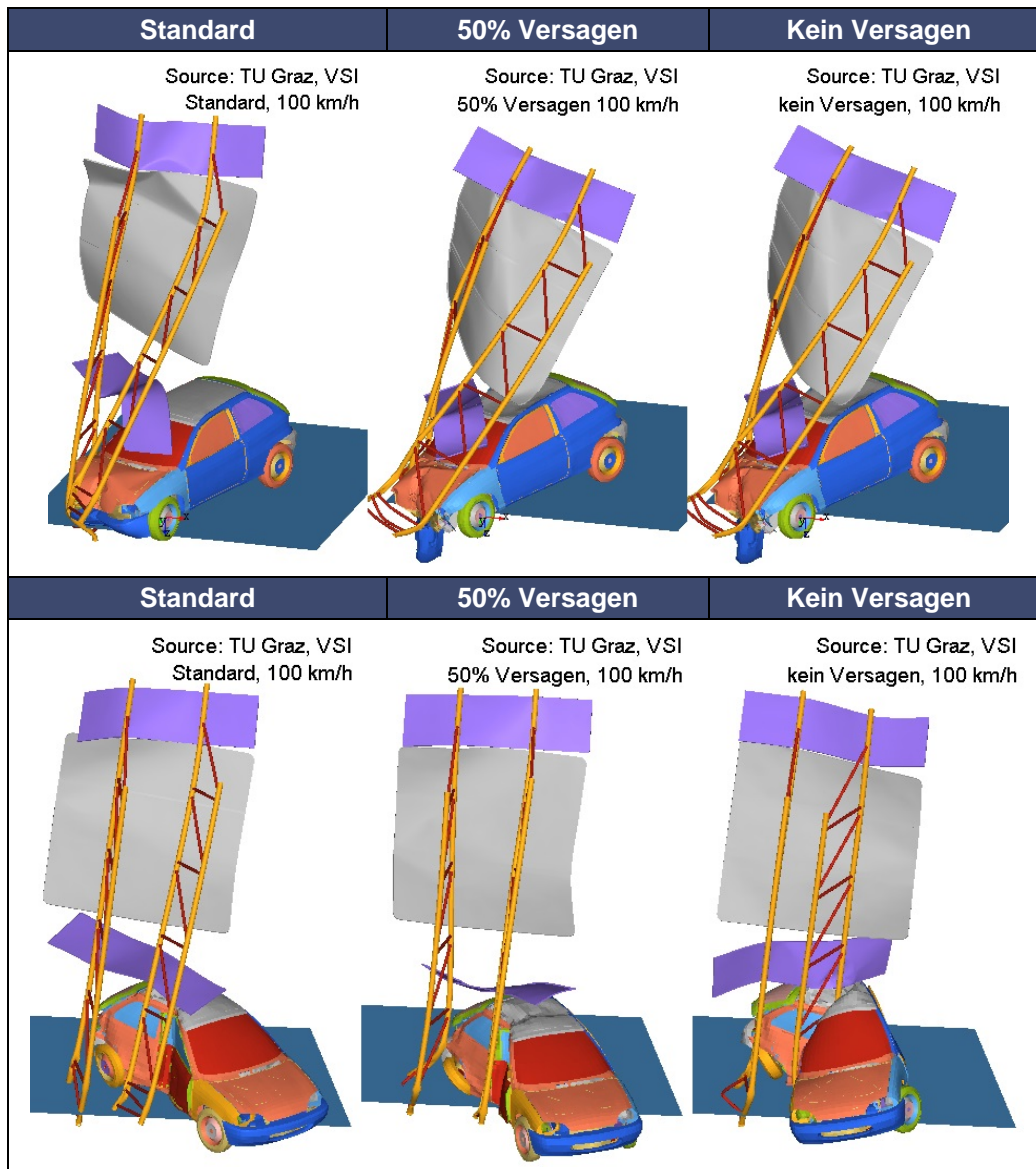 Standard
50% Versagen
Kein Versagen
Source: TU Graz, VSI
Standard, 100 km/h
Source: TU Graz, VSI
50% Versagen 100 km/h
Source: TU Graz, VSI
kein Versagen, 100 km/h
y x
z
y x
z
y x
z
Standard
50% Versagen
Kein Versagen
Source: TU Graz, VSI
Standard, 100 km/h
Source: TU Graz, VSI
50% Versagen, 100 km/h
Source: TU Graz, VSI
kein Versagen, 100 km/h